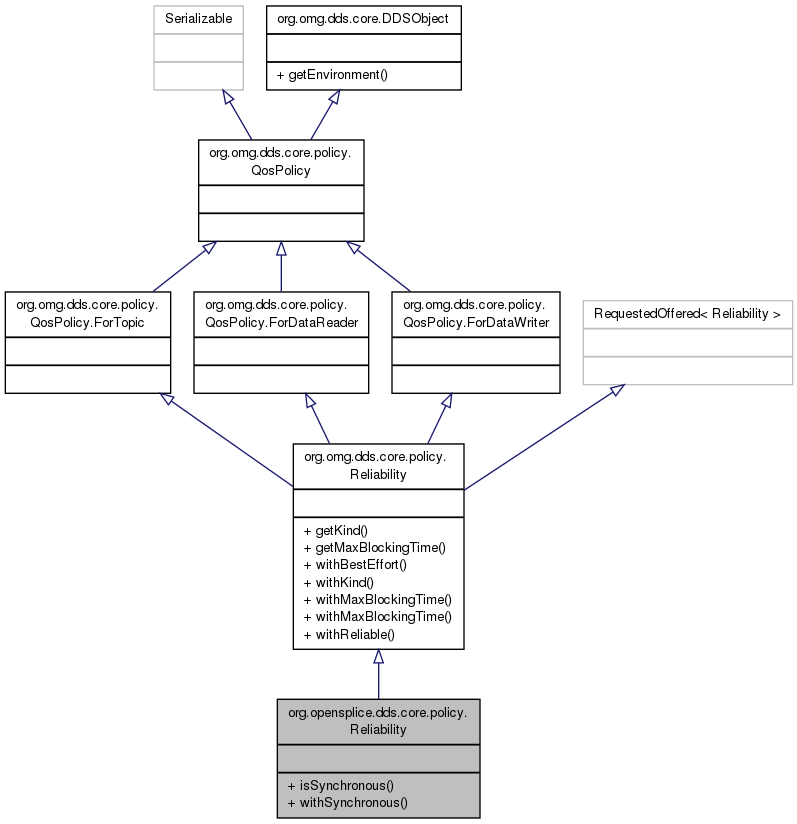 Serializable
org.omg.dds.core.DDSObject
+ getEnvironment()
org.omg.dds.core.policy.
QosPolicy
org.omg.dds.core.policy.
QosPolicy.ForTopic
org.omg.dds.core.policy.
QosPolicy.ForDataReader
org.omg.dds.core.policy.
QosPolicy.ForDataWriter
RequestedOffered< Reliability >
org.omg.dds.core.policy.
Reliability
+ getKind()
+ getMaxBlockingTime()
+ withBestEffort()
+ withKind()
+ withMaxBlockingTime()
+ withMaxBlockingTime()
+ withReliable()
org.opensplice.dds.core.policy.
Reliability
+ isSynchronous()
+ withSynchronous()